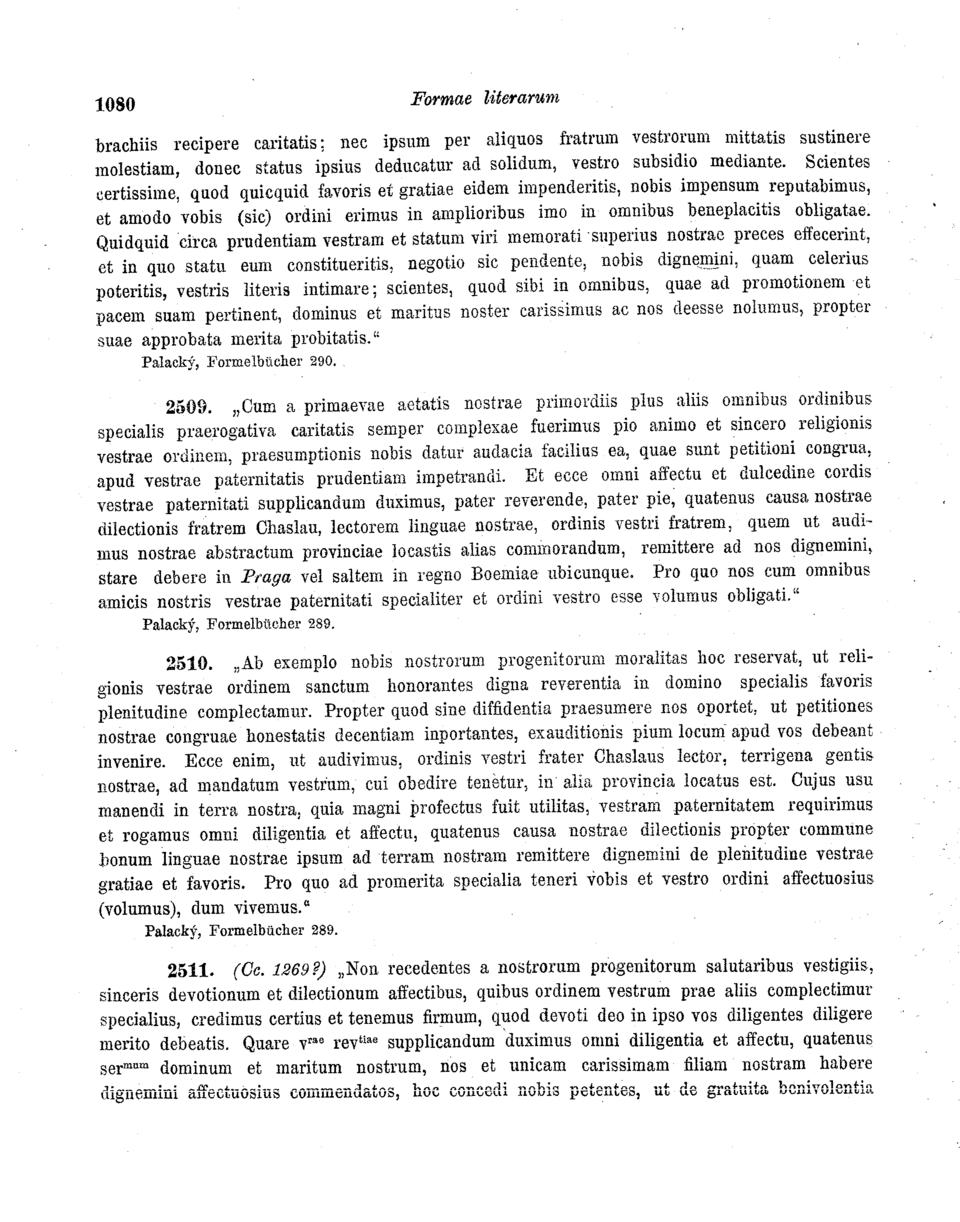 1080
Formae literarum
brachiis recipere caritatis; nec ipsum per aliquos fratrum vestrorum mittatis sustinere
molestiam, donec status ipsius deducatur ad solidum, vestro subsidio mediante. Scientes
certissime, quod quicquid favoris et gratiae eidem impenderitis, nobis impensum reputabimus,
et amodo vobis (sic) ordini erimus in amplioribus imo in omnibus beneplacitis obligatae.
Quidquid circa prudentiam vestram et statum viri memorati superius nostrae preces effecerint,
et in quo statu eum constitueritis, negotio sic pendente, nobis dignemini, quam celerius
poteritis, vestris literis intimare; scientes, quod sibi in omnibus, quae ad promotionem et
pacem suam pertinent, dominus et maritus noster carissimus ac nos deesse nolumus, propter
suae approbata merita probitatis.“
Palacký, Formelbücher 290.
2509. „Cum a primaevae aetatis nostrae primordiis plus aliis omnibus ordinibus
specialis praerogativa caritatis semper complexae fuerimus pio animo et sincero religionis
vestrae ordinem, praesumptionis nobis datur audacia facilius ea, quae sunt petitioni congrua,
apud vestrae paternitatis prudentiam impetrandi. Et ecce omni affectu et dulcedine cordis
vestrae paternitati supplicandum duximus, pater reverende, pater pie, quatenus causa nostrae
dilectionis fratrem Chaslau, lectorem linguae nostrae, ordinis vestri fratrem, quem ut audi-
mus nostrae abstractum provinciae locastis alias commorandum, remittere ad nos dignemini,
stare debere in Praga vel saltem in regno Boemiae ubicunque. Pro quo nos cum omnibus
amicis nostris vestrae paternitati specialiter et ordini vestro esse volumus obligati.“
Palacký, Formelbücher 289.
2510. „Ab exemplo nobis nostrorum progenitorum moralitas hoc reservat, ut reli-
gionis vestrae ordinem sanctum honorantes digna reverentia in domino specialis favoris
plenitudine complectamur. Propter quod sine diffidentia praesumere nos oportet, ut petitiones
nostrae congruae honestatis decentiam inportantes, exauditionis pium locum apud vos debeant
invenire. Ecce enim, ut audivimus, ordinis vestri frater Chaslaus lector, terrigena gentis
nostrae, ad mandatum vestrum, cui obedire tenetur, in alia provincia locatus est. Cujus usu
manendi in terra nostra, quia magni profectus fuit utilitas, vestram paternitatem requirimus
et rogamus omni diligentia et affectu, quatenus causa nostrae dilectionis propter commune
bonum linguae nostrae ipsum ad terram nostram remittere dignemini de plenitudine vestrae
gratiae et favoris. Pro quo ad promerita specialia teneri vobis et vestro ordini affectuosius
(volumus), dum vivemus.“
Palacký, Formelbücher 289.
2511. (Cc. 1269?) „Non recedentes a nostrorum progenitorum salutaribus vestigiis,
sinceris devotionum et dilectionum affectibus, quibus ordinem vestrum prae aliis complectimur
specialius, credimus certius et tenemus firmum, quod devoti deo in ipso vos diligentes diligere
merito debeatis. Quare vʳᵃᵉ revᵗⁱᵃᵉ supplicandum duximus omni diligentia et affectu, quatenus
serᵐᵘᵐ dominum et maritum nostrum, nos et unicam carissimam filiam nostram habere
dignemini affectuosius commendatos, hoc concedi nobis petentes, ut de gratuita benivolentia